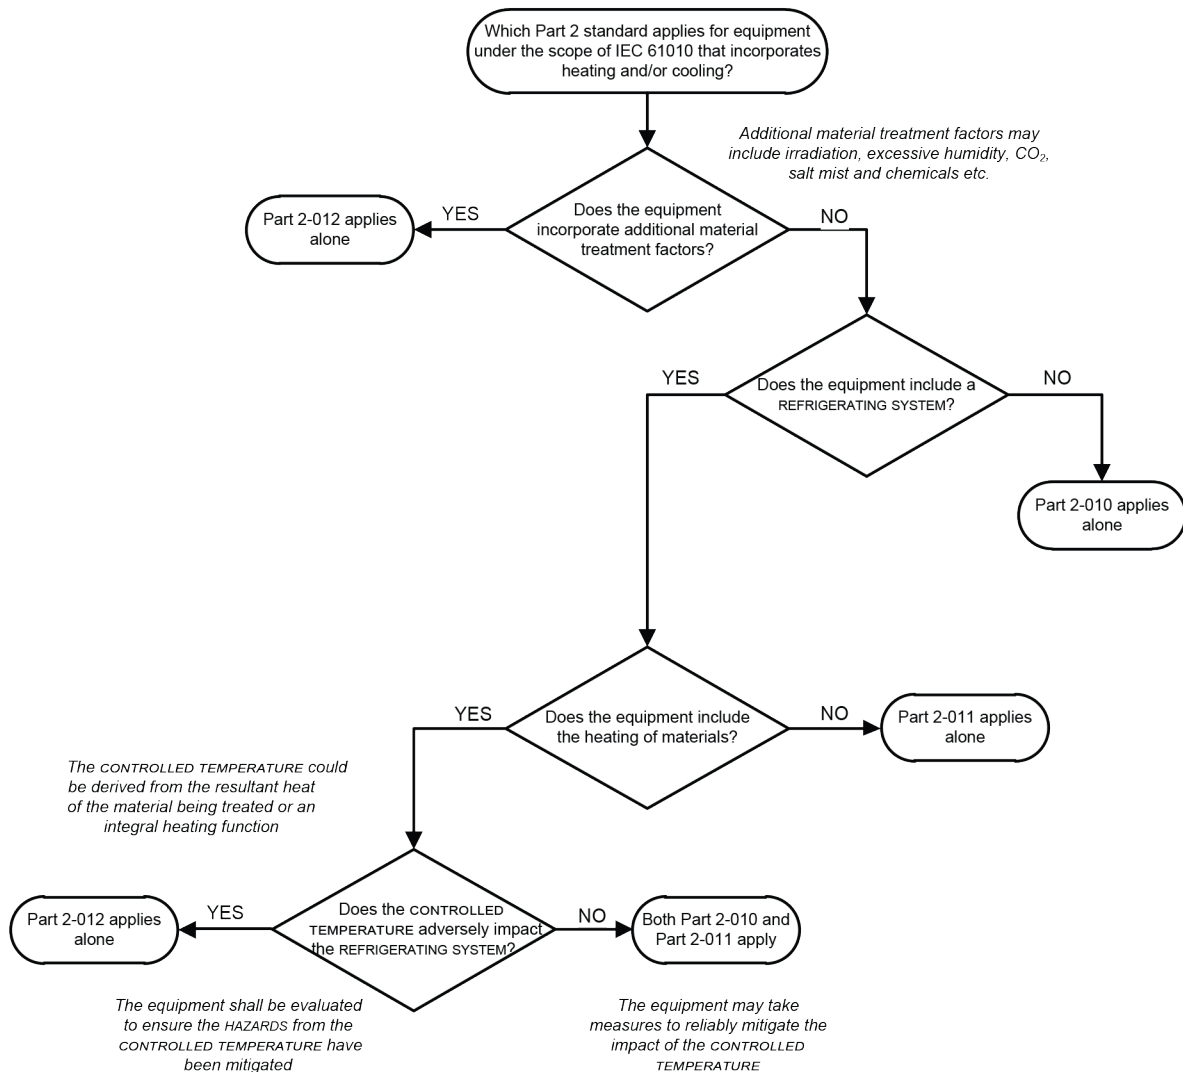 Which Part 2 standard applies for equipment
under the scope of IEC 61010 that incorporates
heating and/or cooling?
Additional material treatment factors may
include irradiation, excessive humidity, CO₂,
salt mist and chemicals etc.
Does the equipment
incorporate additional material
treatment factors?
YES
NO
Part 2-012 applies
alone
Does the equipment include a
REFRIGERATING SYSTEM?
YES
NO
Part 2-010 applies
alone
Does the equipment include
the heating of materials?
YES
NO
Part 2-011 applies
alone
The CONTROLLED TEMPERATURE could
be derived from the resultant heat
of the material being treated or an
integral heating function
Does the CONTROLLED
TEMPERATURE adversely impact
the REFRIGERATING SYSTEM?
YES
NO
Part 2-012 applies
alone
Both Part 2-010 and
Part 2-011 apply
The equipment shall be evaluated
to ensure the HAZARDS from the
CONTROLLED TEMPERATURE have
been mitigated
The equipment may take
measures to reliably mitigate the
impact of the CONTROLLED
TEMPERATURE